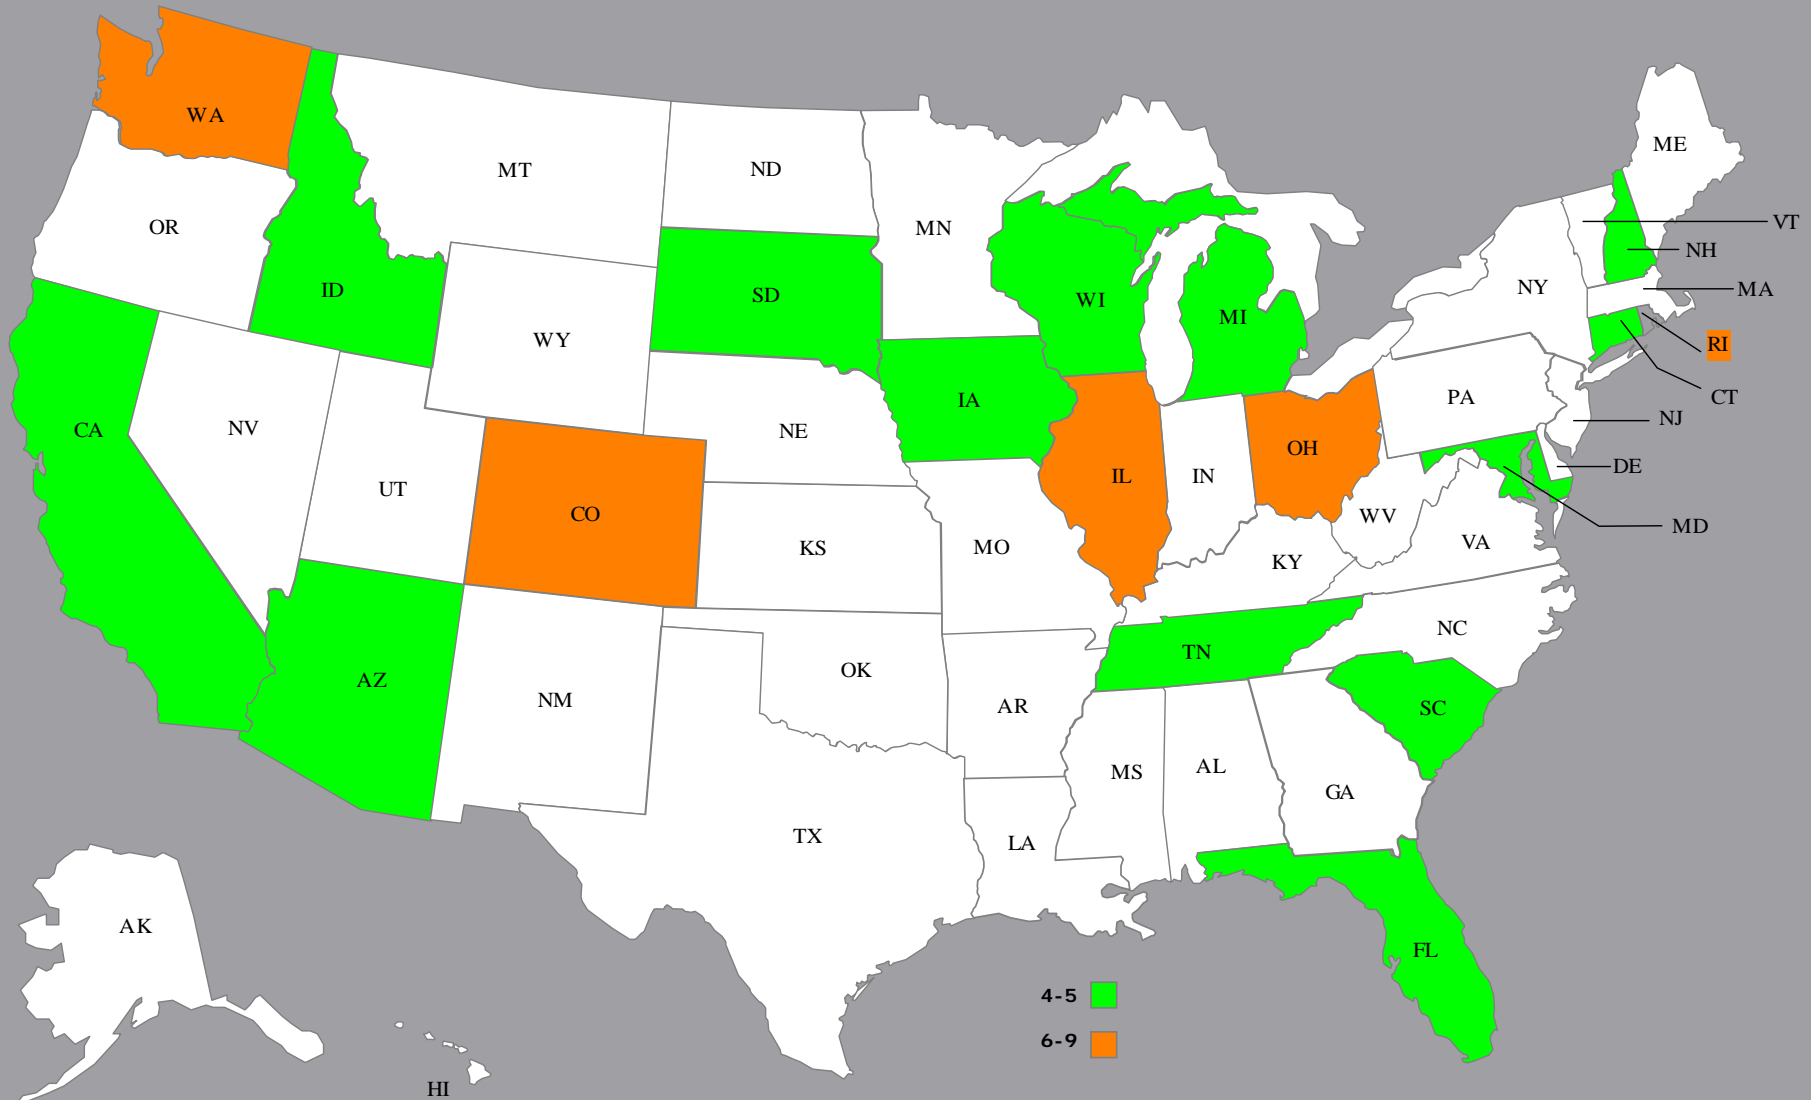 WA
ME
MT
ND
VT
OR
MN
NH
NY
MA
ID
SD
WI
MI
WY
RI
CT
IA
PA
NV
CA
NE
NJ
OH
DE
UT
IL
IN
CO
WV
MD
KS
MO
VA
KY
NC
TN
AZ
OK
NM
AR
SC
MS
AL
GA
TX
LA
AK
FL
4-5
6-9
HI